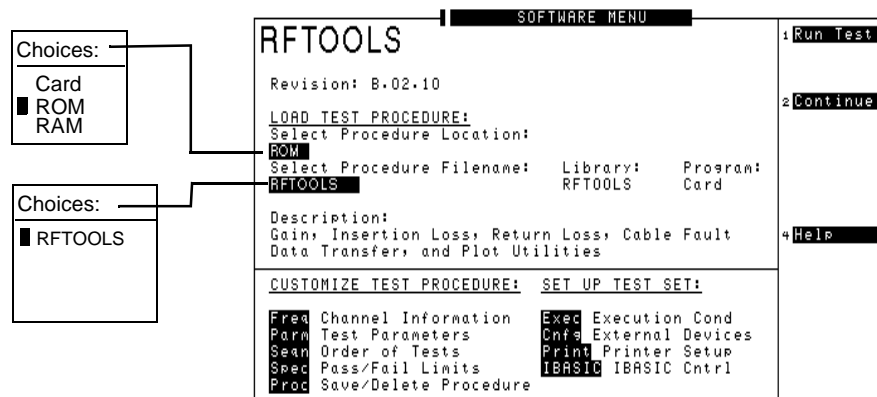 Choices:
Card
ROM
RAM
Choices:
RFTOOLS
SOFTWARE MENU
RFTOOLS
Revision: B.02.10
LOAD TEST PROCEDURE:
Select Procedure Location:
ROM
Select Procedure Filename: Library: Program:
RFTOOLS RFTOOLS Card
Description:
Gain, Insertion Loss, Return Loss, Cable Fault
Data Transfer, and Plot Utilities
CUSTOMIZE TEST PROCEDURE: SET UP TEST SET:
Freq Channel Information Exec Execution Cond
Parm Test Parameters Cnfg External Devices
Seqn Order of Tests Print Printer Setup
Spec Pass/Fail Limits IBASIC IBASIC Cntrl
Proc Save/Delete Procedure
1 Run Test
2 Continue
4 Help